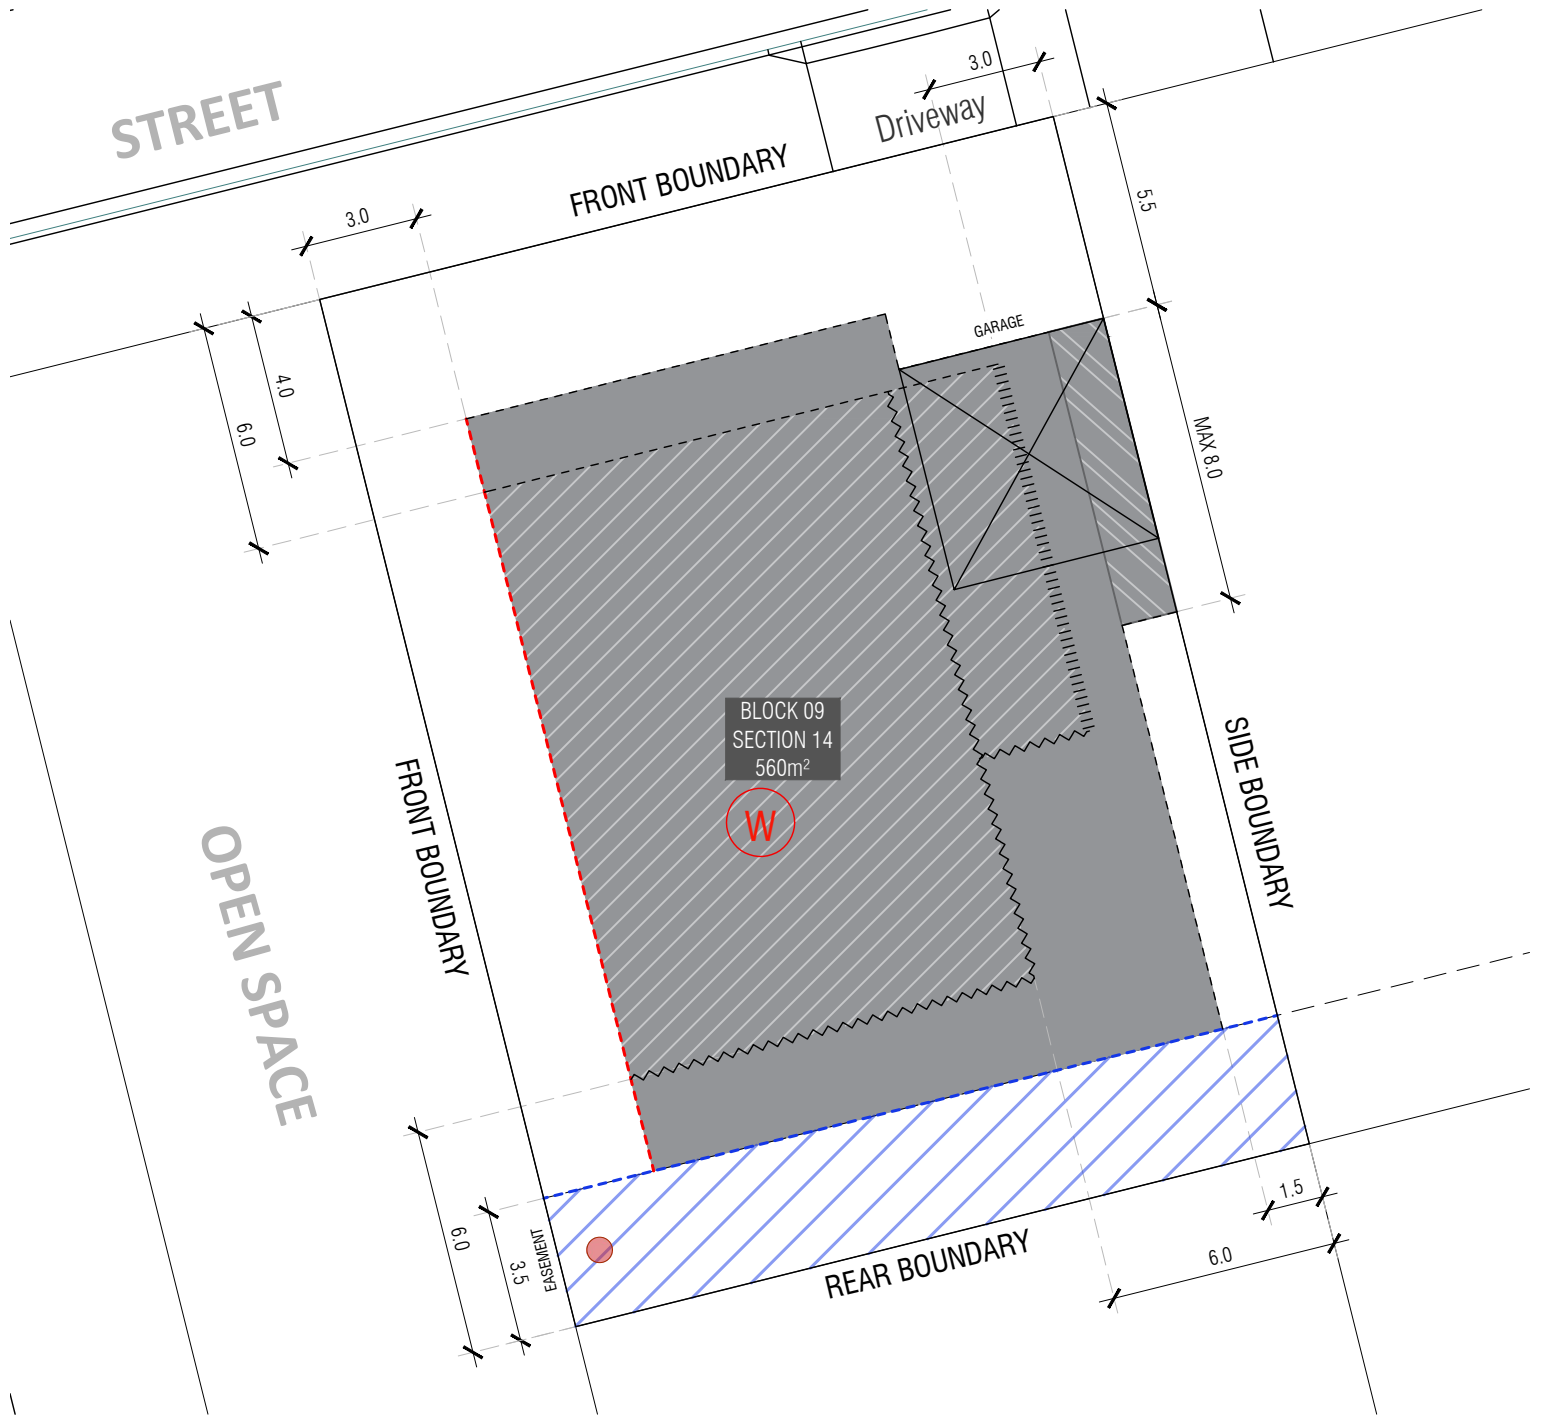 STREET
3.0
Driveway
FRONT BOUNDARY
3.0
5.5
GARAGE
4.0
6.0
MAX 8.0
BLOCK 09
SECTION 14
560m²
W
SIDE BOUNDARY
FRONT BOUNDARY
OPEN SPACE
6.0
3.5
EASEMENT
REAR BOUNDARY
1.5
6.0